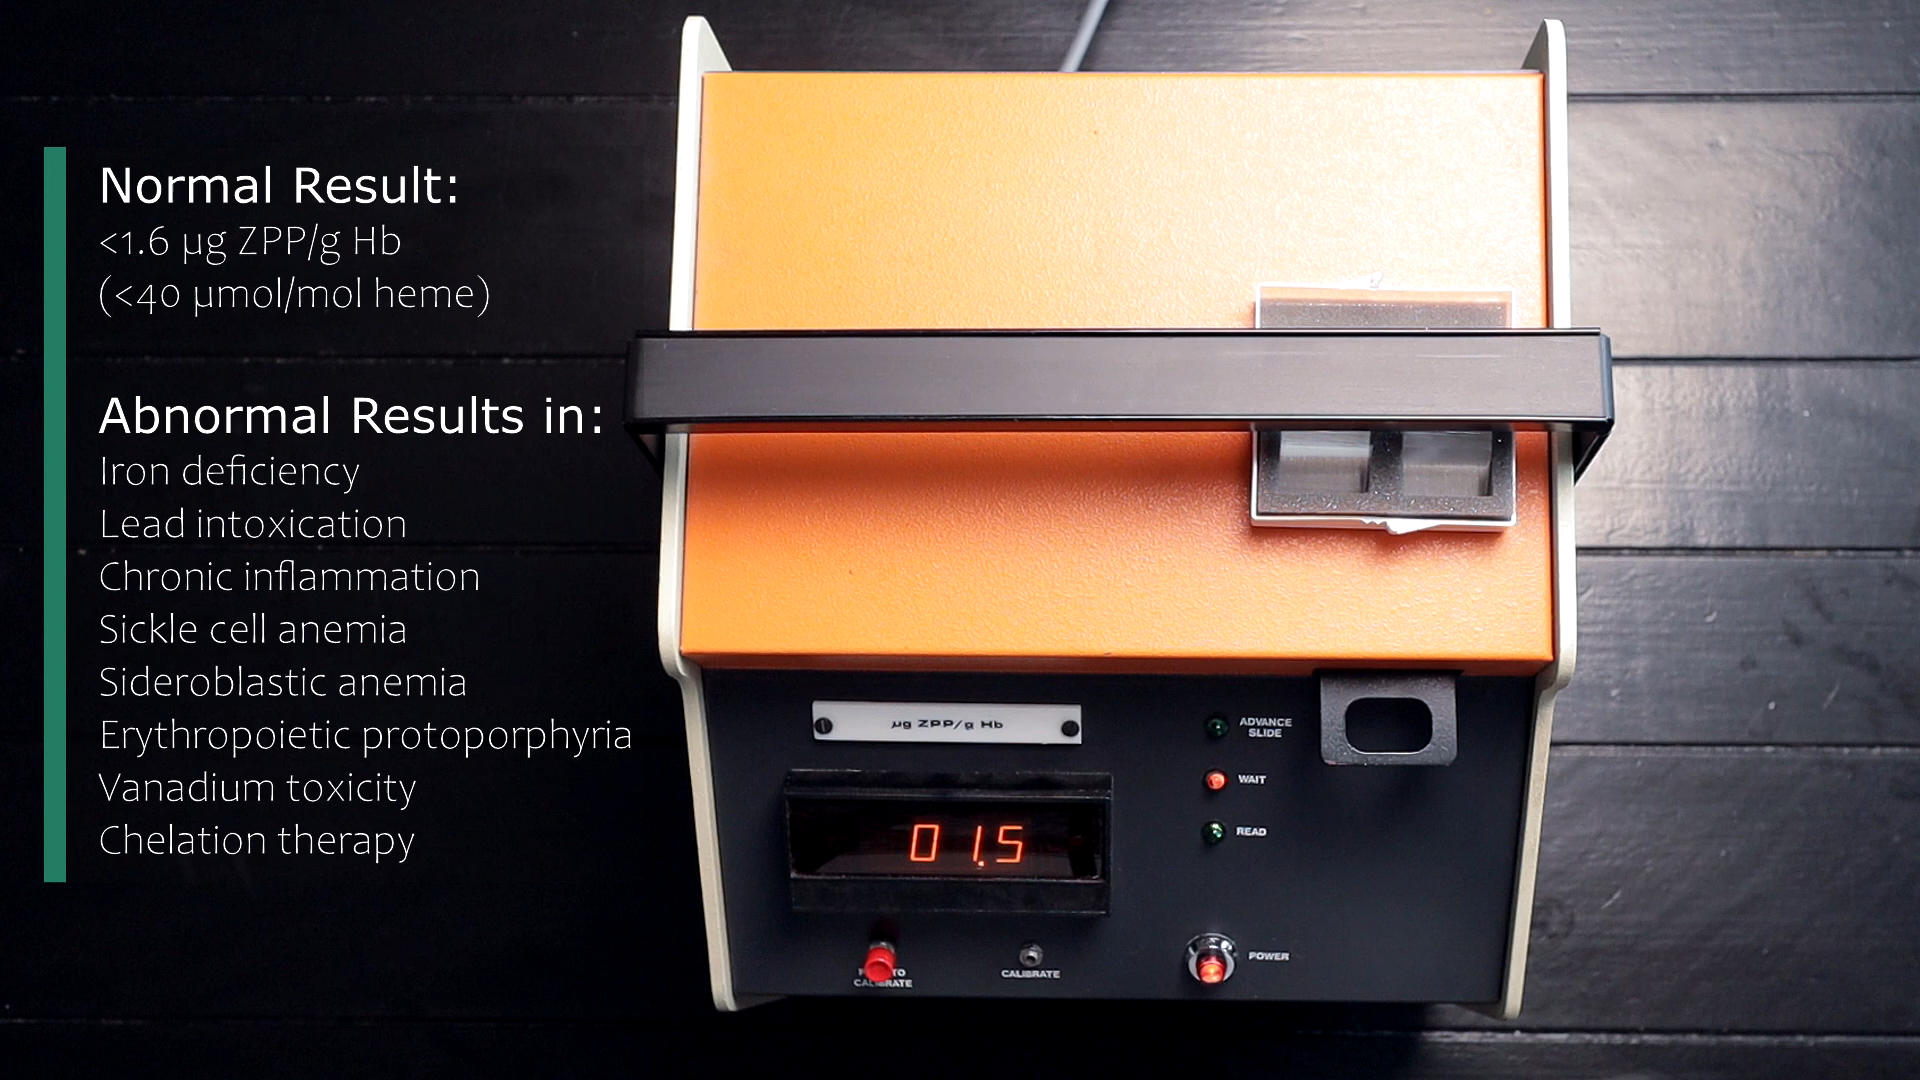 Normal Result:
<1.6 µg ZPP/g Hb
(<40 µmol/mol heme)
Abnormal Results in:
Iron deficiency
Lead intoxication
Chronic inflammation
Sickle cell anemia
Sideroblastic anemia
Erythropoietic protoporphyria
Vanadium toxicity
Chelation therapy
µg ZPP/g Hb
ADVANCE
SLIDE
WAIT
READ
01.5
TO
CALIBRATE
CALIBRATE
POWER